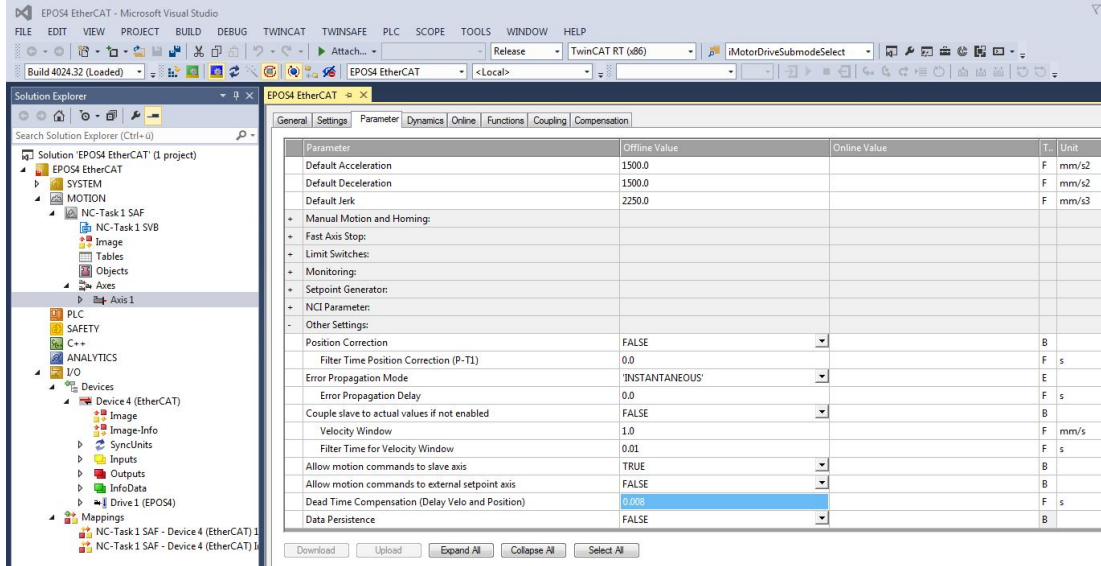 EPOS4 EtherCAT - Microsoft Visual Studio
FILE EDIT VIEW PROJECT BUILD DEBUG TWINCAT TWINSAFE PLC SCOPE TOOLS WINDOW HELP
Attach... Release TwinCAT RT (x86) iMotorDriveSubmodeSelect
Build 4024.32 (Loaded) EPOS4 EtherCAT <Local>
Solution Explorer
Search Solution Explorer (Ctrl+ü)
Solution 'EPOS4 EtherCAT' (1 project)
EPOS4 EtherCAT
SYSTEM
MOTION
NC-Task 1 SAF
NC-Task 1 SVB
Image
Tables
Objects
Axes
Axis 1
PLC
SAFETY
C++
ANALYTICS
I/O
Devices
Device 4 (EtherCAT)
Image
Image-Info
SyncUnits
Inputs
Outputs
InfoData
Drive 1 (EPOS4)
Mappings
NC-Task 1 SAF - Device 4 (EtherCAT) 1
NC-Task 1 SAF - Device 4 (EtherCAT) I
EPOS4 EtherCAT
General Settings Parameter Dynamics Online Functions Coupling Compensation
Parameter Offline Value Online Value T.. Unit
Default Acceleration 1500.0 F mm/s2
Default Deceleration 1500.0 F mm/s2
Default Jerk 2250.0 F mm/s3
+ Manual Motion and Homing:
+ Fast Axis Stop:
+ Limit Switches:
+ Monitoring:
+ Setpoint Generator:
+ NCI Parameter:
- Other Settings:
Position Correction FALSE B
Filter Time Position Correction (P-T1) 0.0 F s
Error Propagation Mode 'INSTANTANEOUS' E
Error Propagation Delay 0.0 F s
Couple slave to actual values if not enabled FALSE B
Velocity Window 1.0 F mm/s
Filter Time for Velocity Window 0.01 F s
Allow motion commands to slave axis TRUE B
Allow motion commands to external setpoint axis FALSE B
Dead Time Compensation (Delay Velo and Position) 0.008 F s
Data Persistence FALSE B
Download Upload Expand All Collapse All Select All